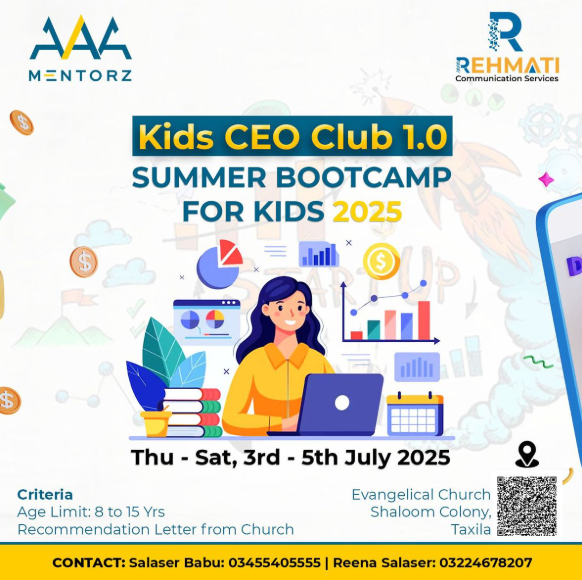 AAA
MENTORZ
R
REHMATI
Communication Services
Kids CEO Club 1.0
SUMMER BOOTCAMP
FOR KIDS 2025
STARTUP
D
Thu - Sat, 3rd - 5th July 2025
Criteria
Age Limit: 8 to 15 Yrs
Recommendation Letter from Church
Evangelical Church
Shaloom Colony,
Taxila
CONTACT: Salaser Babu: 03455405555 | Reena Salaser: 03224678207